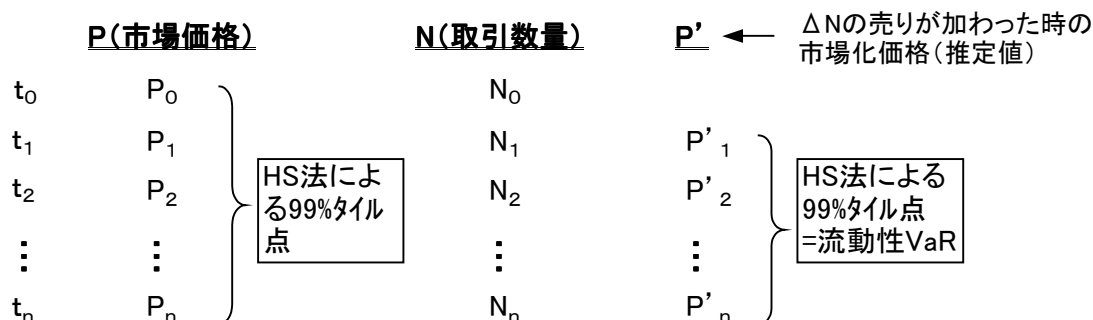 P(市場価格) N(取引数量) P’ ΔNの売りが加わった時の
市場化価格(推定値)
t0 P0 N0
t1 P1 N1 P’1
t2 P2 N2 P’2
HS法によ
る99%タイル
点
HS法による
99%タイル点
=流動性VaR
⋮ ⋮ ⋮ ⋮
tn Pn Nn P’n